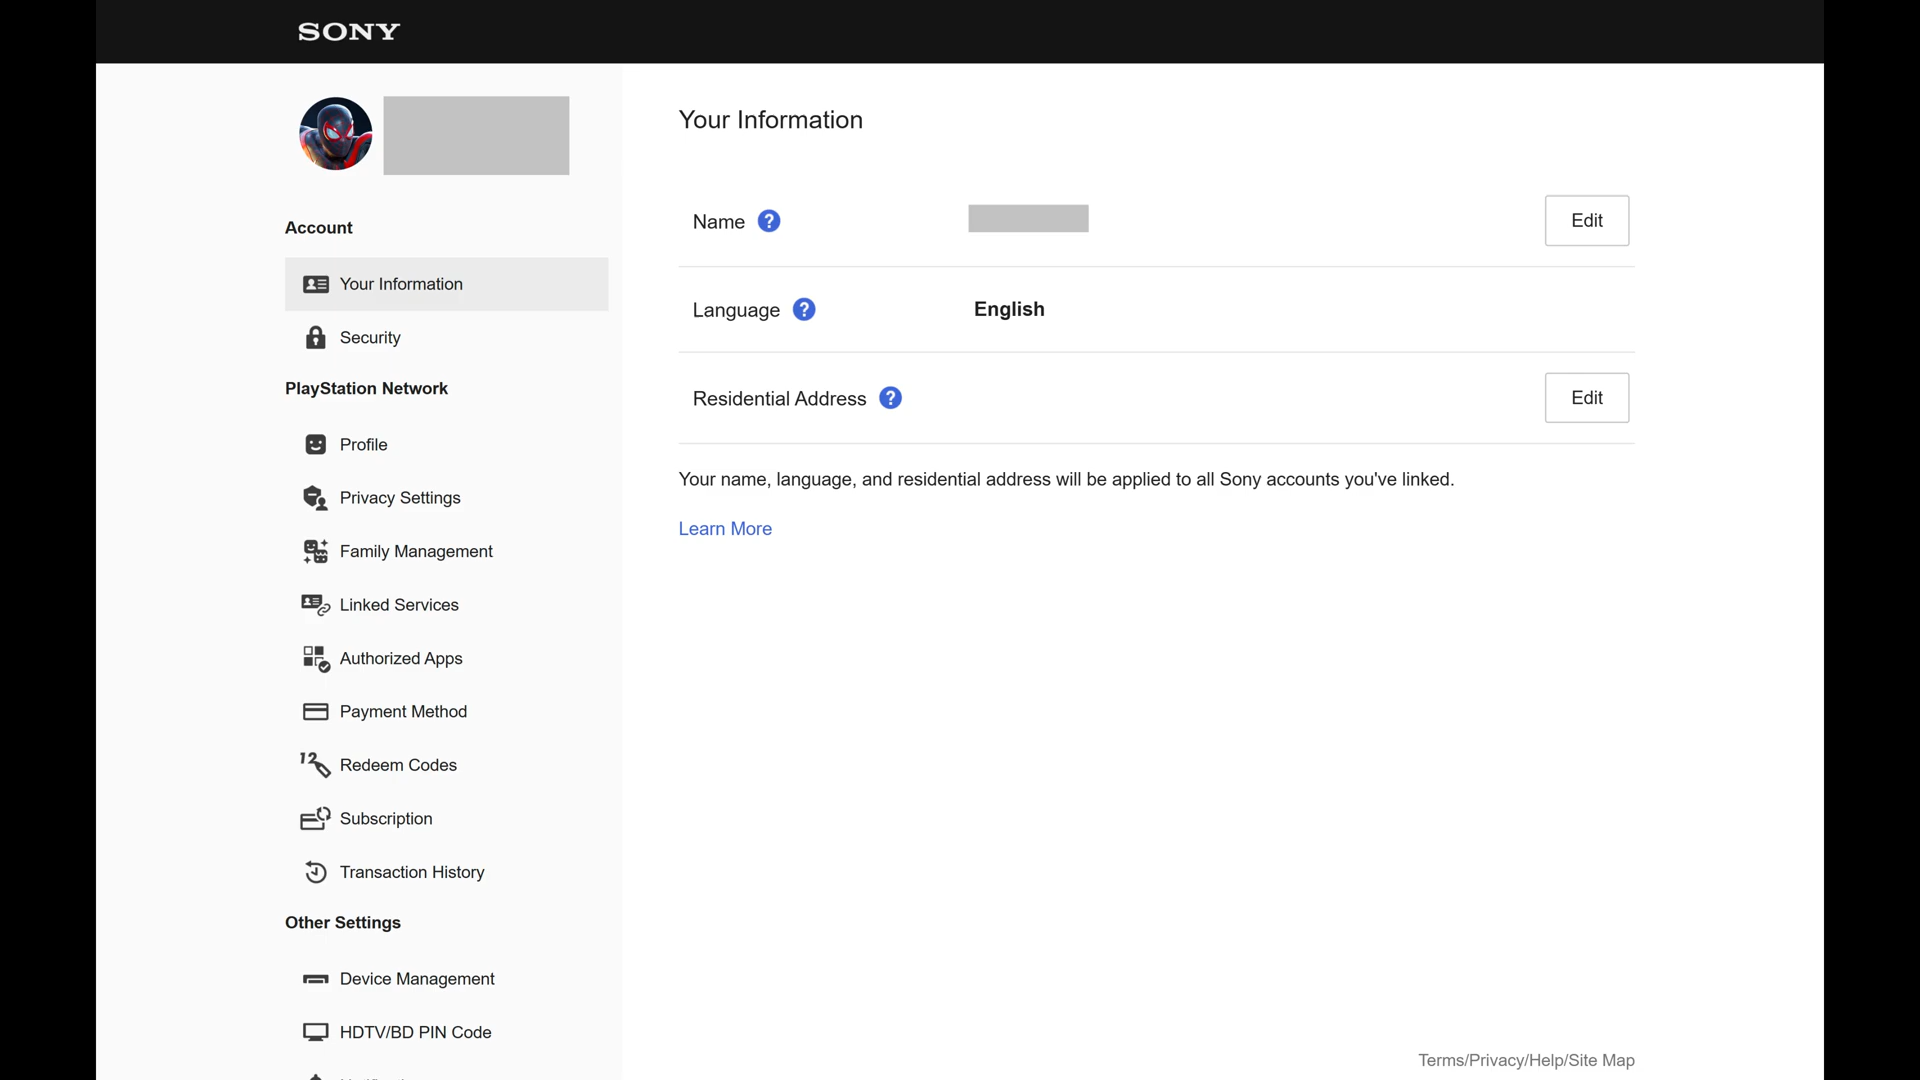 SONY
Account
Your Information
Security
PlayStation Network
Profile
Privacy Settings
Family Management
Linked Services
Authorized Apps
Payment Method
Redeem Codes
Subscription
Transaction History
Other Settings
Device Management
HDTV/BD PIN Code
Your Information
Name ?
Edit
Language ? English
Residential Address ?
Edit
Your name, language, and residential address will be applied to all Sony accounts you've linked.
Learn More
Terms/Privacy/Help/Site Map